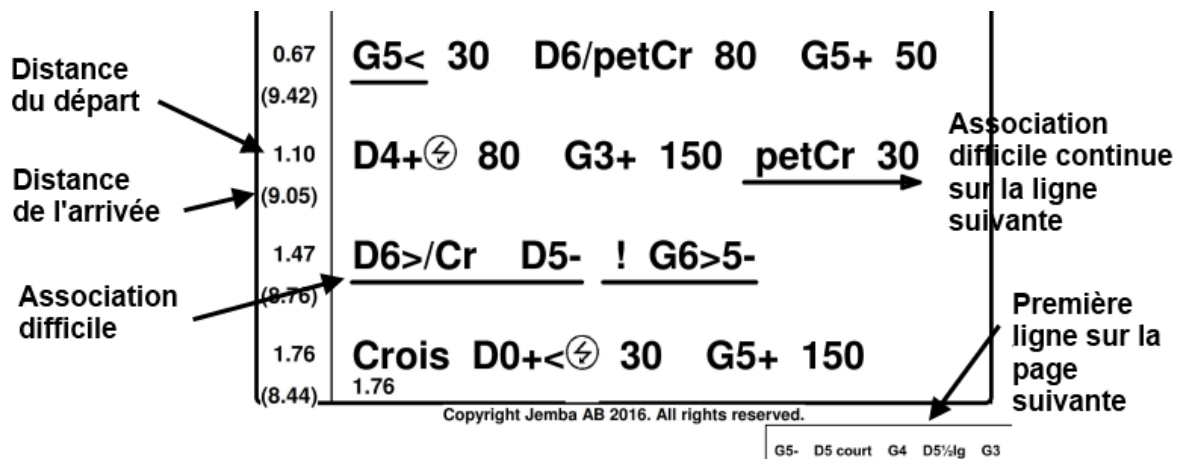 0.67 G5< 30 D6/petCr 80 G5+ 50
(9.42)
Distance
du départ
1.10 D4+ 80 G3+ 150 petCr 30
(9.05)
Distance
de l'arrivée
Association
difficile continue
sur la ligne
suivante
1.47 D6>/Cr D5- ! G6>5-
(8.76)
Association
difficile
Première
ligne sur la
page
suivante
1.76 Crois D0+< 30 G5+ 150
(8.44) 1.76
Copyright Jemba AB 2016. All rights reserved.
G5- D5 court G4 D5½lg G3